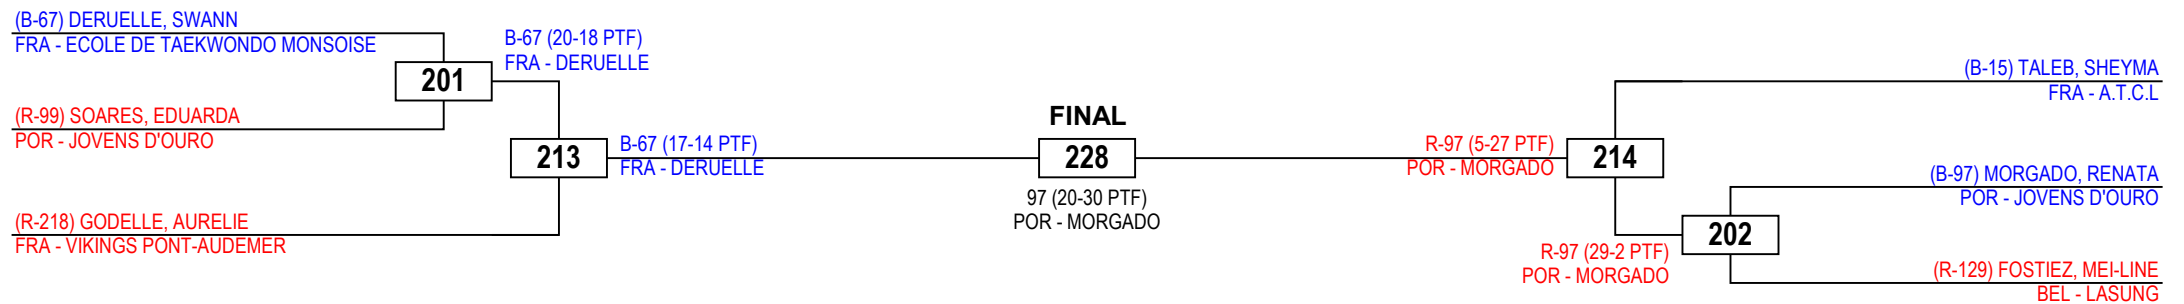 (B-67) DERUELLE, SWANN
FRA - ECOLE DE TAEKWONDO MONSOISE
B-67 (20-18 PTF)
FRA - DERUELLE
201
(R-99) SOARES, EDUARDA
POR - JOVENS D'OURO
213
B-67 (17-14 PTF)
FRA - DERUELLE
(R-218) GODELLE, AURELIE
FRA - VIKINGS PONT-AUDEMER
FINAL
228
97 (20-30 PTF)
POR - MORGADO
R-97 (5-27 PTF)
POR - MORGADO
214
(B-15) TALEB, SHEYMA
FRA - A.T.C.L
(B-97) MORGADO, RENATA
POR - JOVENS D'OURO
202
R-97 (29-2 PTF)
POR - MORGADO
(R-129) FOSTIEZ, MEI-LINE
BEL - LASUNG